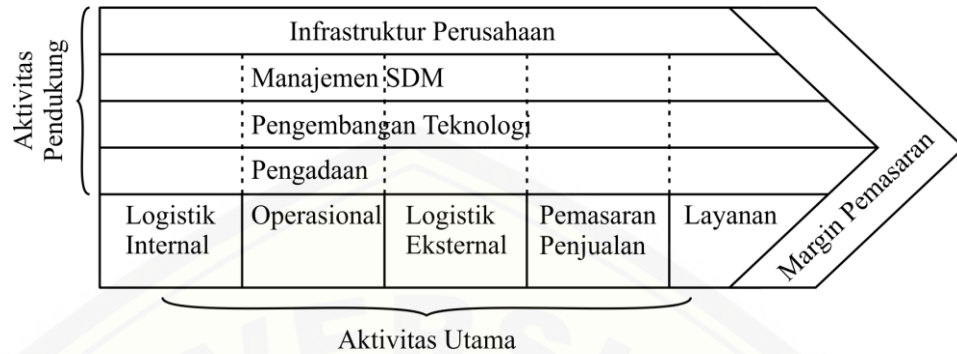 Aktivitas
Pendukung
Infrastruktur Perusahaan
Manajemen SDM
Pengembangan Teknologi
Pengadaan
Logistik
Internal
Operasional
Logistik
Eksternal
Pemasaran
Penjualan
Layanan
Margin Pemasaran
Aktivitas Utama